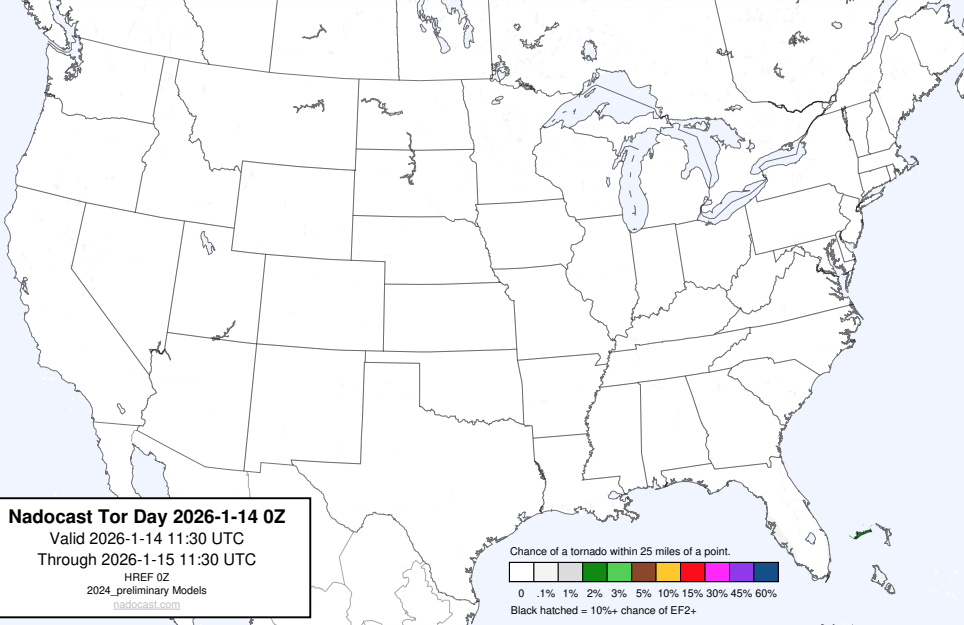 Nadocast Tor Day 2026-1-14 0Z
Valid 2026-1-14 11:30 UTC
Through 2026-1-15 11:30 UTC
HREF 0Z
2024_preliminary Models
nadocast.com
Chance of a tornado within 25 miles of a point.
0 .1% 1% 2% 3% 5% 10% 15% 30% 45% 60%
Black hatched = 10%+ chance of EF2+